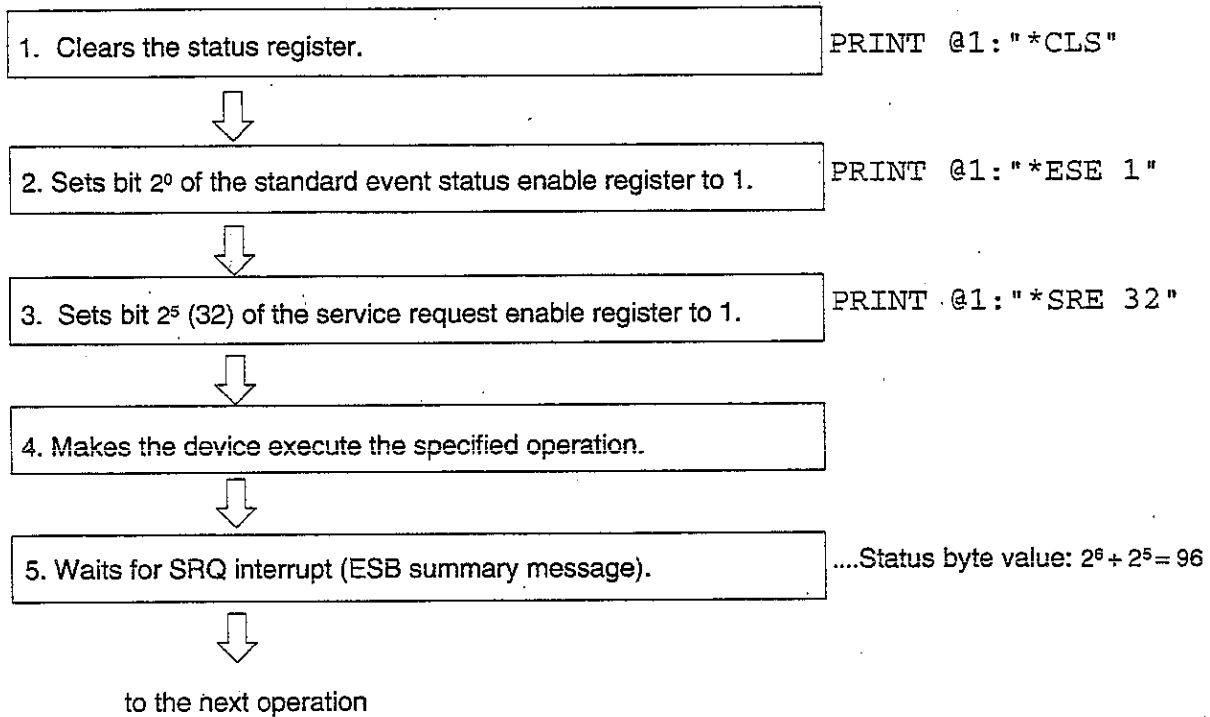 1. Clears the status register. PRINT @1:"*CLS"
2. Sets bit 2⁰ of the standard event status enable register to 1. PRINT @1:"*ESE 1"
3. Sets bit 2⁵ (32) of the service request enable register to 1. PRINT @1:"*SRE 32"
4. Makes the device execute the specified operation.
5. Waits for SRQ interrupt (ESB summary message). ....Status byte value: 2⁶ + 2⁵ = 96
to the next operation